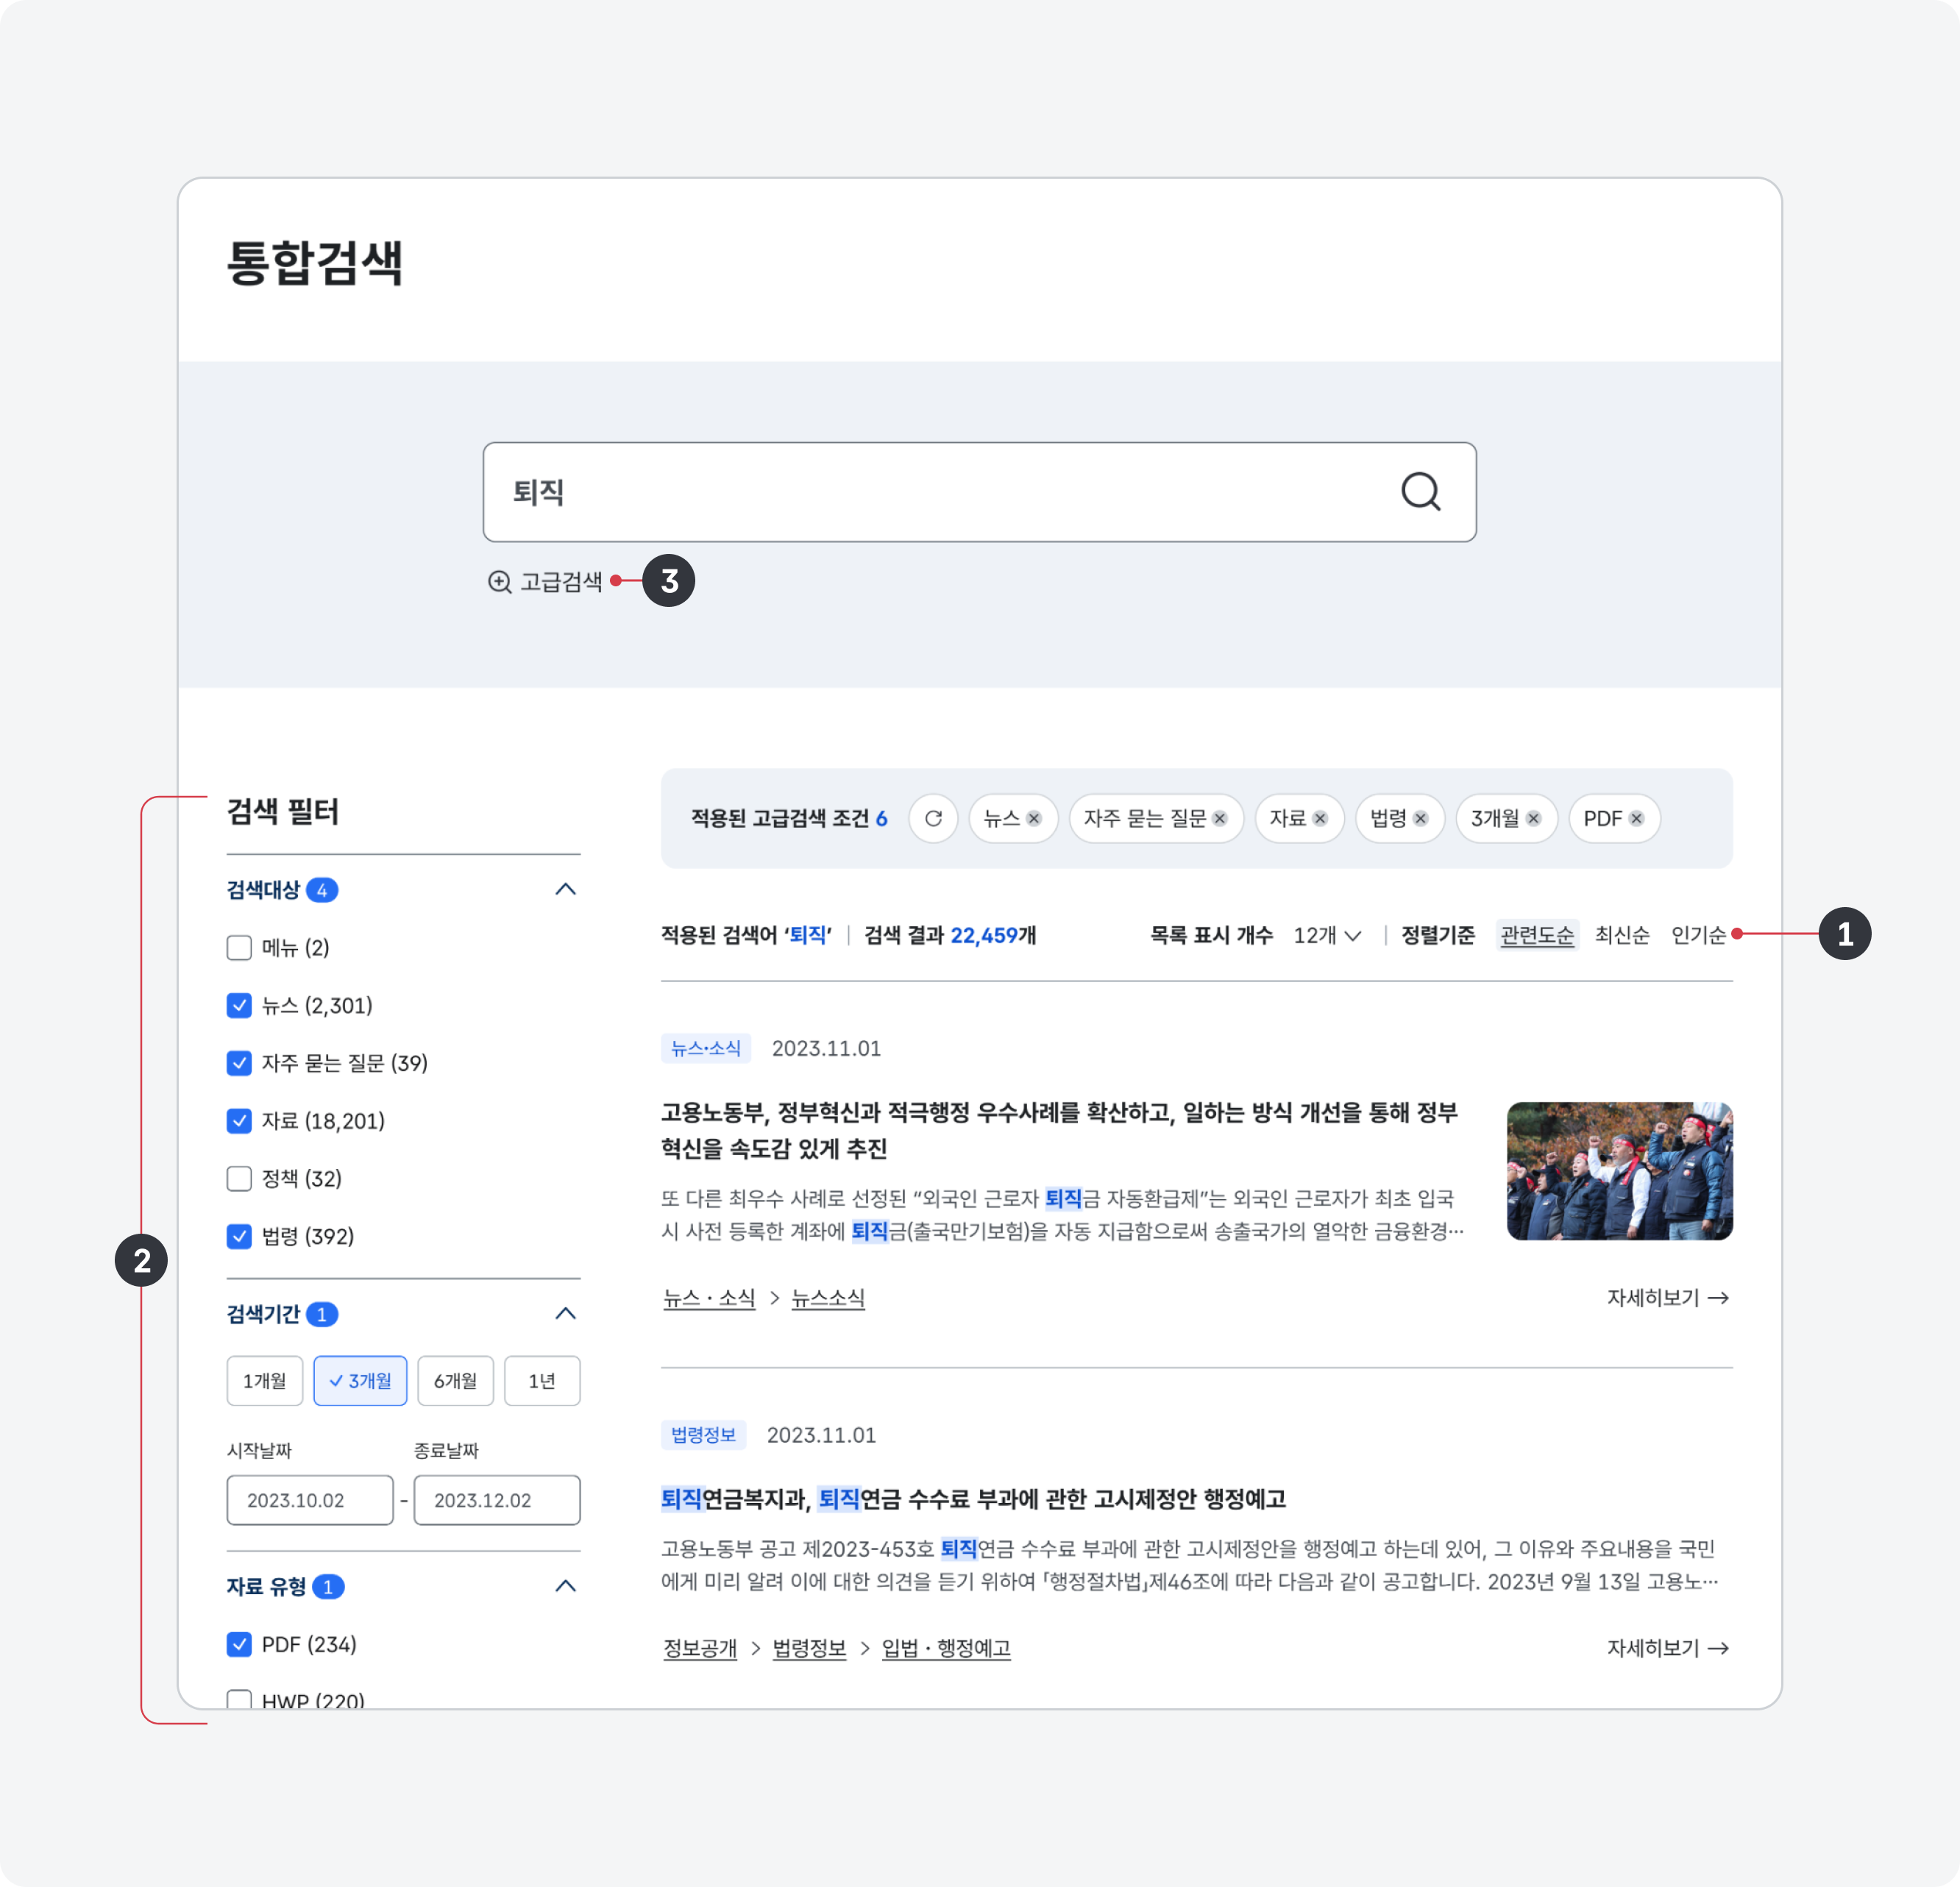 통합검색
퇴직
고급검색
3
검색 필터
검색대상 4
메뉴 (2)
뉴스 (2,301)
자주 묻는 질문 (39)
자료 (18,201)
정책 (32)
법령 (392)
2
검색기간 1
1개월 3개월 6개월 1년
시작날짜 종료날짜
2023.10.02 - 2023.12.02
자료 유형 1
PDF (234)
HWP (220)
적용된 고급검색 조건 6 뉴스 자주 묻는 질문 자료 법령 3개월 PDF
적용된 검색어 ‘퇴직’ | 검색 결과 22,459개 목록 표시 개수 12개 | 정렬기준 관련도순 최신순 인기순
1
뉴스•소식 2023.11.01
고용노동부, 정부혁신과 적극행정 우수사례를 확산하고, 일하는 방식 개선을 통해 정부
혁신을 속도감 있게 추진
또 다른 최우수 사례로 선정된 “외국인 근로자 퇴직금 자동환급제”는 외국인 근로자가 최초 입국
시 사전 등록한 계좌에 퇴직금(출국만기보험)을 자동 지급함으로써 송출국가의 열악한 금융환경···
뉴스 · 소식 > 뉴스소식 자세히보기 →
법령정보 2023.11.01
퇴직연금복지과, 퇴직연금 수수료 부과에 관한 고시제정안 행정예고
고용노동부 공고 제2023-453호 퇴직연금 수수료 부과에 관한 고시제정안을 행정예고 하는데 있어, 그 이유와 주요내용을 국민
에게 미리 알려 이에 대한 의견을 듣기 위하여 「행정절차법」제46조에 따라 다음과 같이 공고합니다. 2023년 9월 13일 고용노···
정보공개 > 법령정보 > 입법 · 행정예고 자세히보기 →